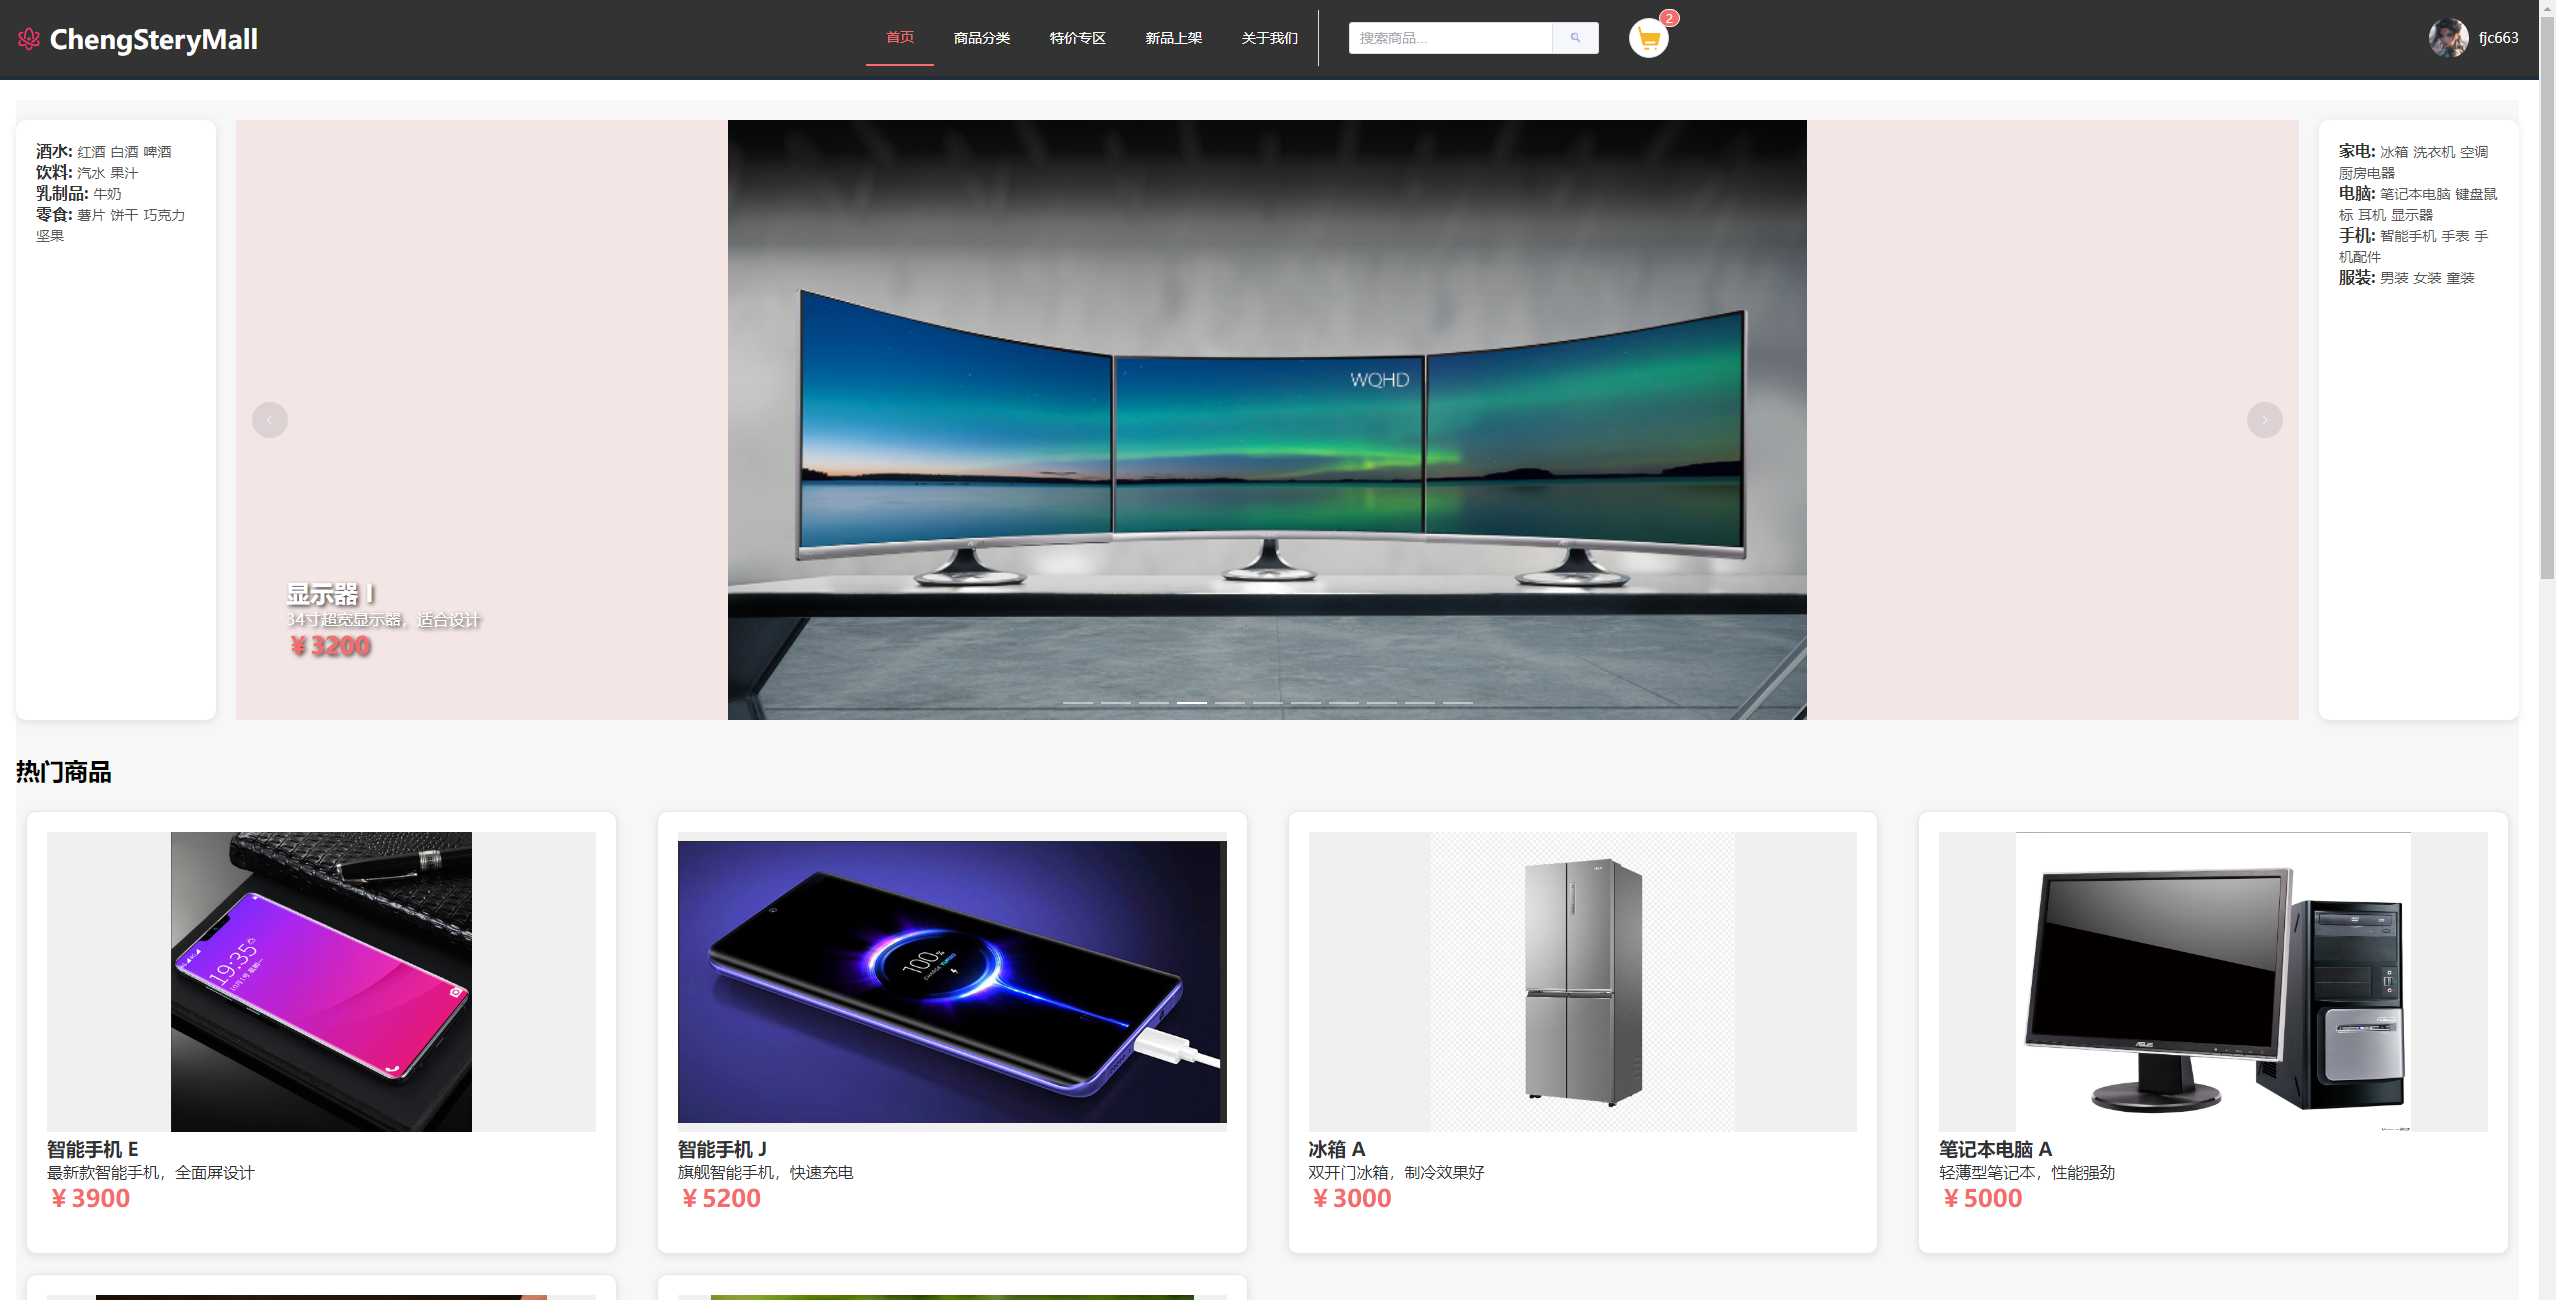 ChengSteryMall
首页 商品分类 特价专区 新品上架 关于我们
搜索商品...
2
fjc663
酒水: 红酒 白酒 啤酒
饮料: 汽水 果汁
乳制品: 牛奶
零食: 薯片 饼干 巧克力
坚果
WQHD
显示器 I
34寸超宽显示器，适合设计
￥3200
家电: 冰箱 洗衣机 空调
厨房电器
电脑: 笔记本电脑 键盘鼠
标 耳机 显示器
手机: 智能手机 手表 手
机配件
服装: 男装 女装 童装
热门商品
19:35
智能手机 E
最新款智能手机，全面屏设计
￥3900
100%
智能手机 J
旗舰智能手机，快速充电
￥5200
冰箱 A
双开门冰箱，制冷效果好
￥3000
ASUS
笔记本电脑 A
轻薄型笔记本，性能强劲
￥5000